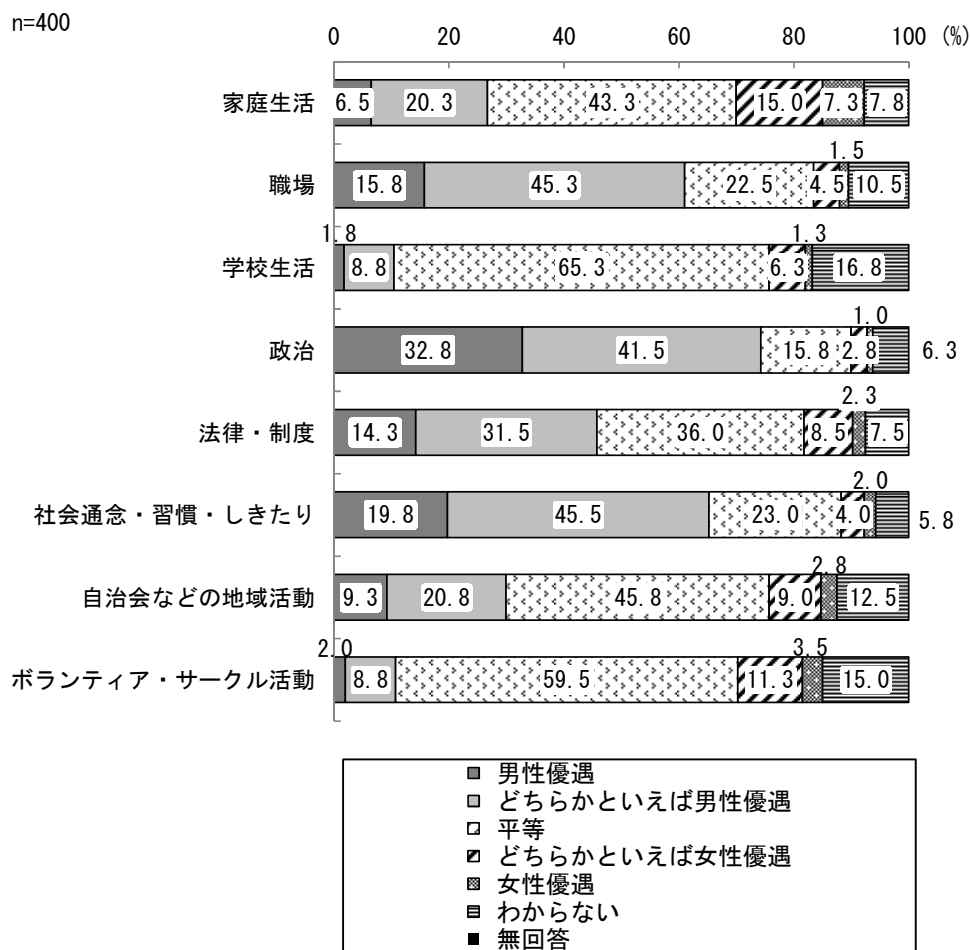 n=400
0 20 40 60 80 100 (%)
家庭生活 6.5 20.3 43.3 15.0 7.3 7.8
1.5
職場 15.8 45.3 22.5 4.5 10.5
1.8 1.3
学校生活 8.8 65.3 6.3 16.8
1.0
政治 32.8 41.5 15.8 2.8 6.3
2.3
法律・制度 14.3 31.5 36.0 8.5 7.5
2.0
社会通念・習慣・しきたり 19.8 45.5 23.0 4.0 5.8
2.8
自治会などの地域活動 9.3 20.8 45.8 9.0 12.5
2.0 3.5
ボランティア・サークル活動 8.8 59.5 11.3 15.0
男性優遇
どちらかといえば男性優遇
平等
どちらかといえば女性優遇
女性優遇
わからない
無回答